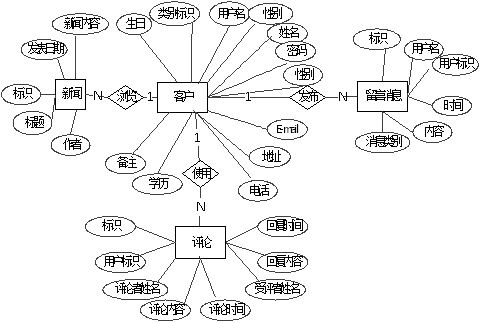 新闻内容
生日
类别标识
用户名
性别
姓名
密码
性别
标识
用户名
用户标识
发表日期
标识
新闻
N
浏览
1
客户
1
发布
N
留言消息
时间
标题
作者
Email
内容
消息类别
备注
学历
1
地址
电话
使用
N
标识
回复时间
用户标识
评论
回复内容
评论者姓名
受评者姓名
评论内容
评论时间